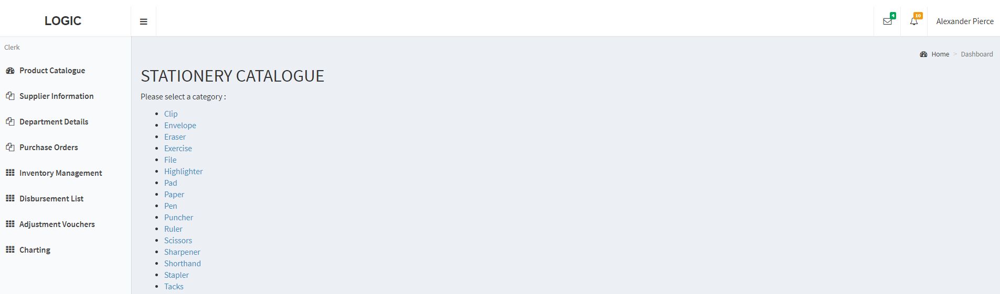 LOGIC
4
10
Alexander Pierce
Clerk
Product Catalogue
Supplier Information
Department Details
Purchase Orders
Inventory Management
Disbursement List
Adjustment Vouchers
Charting
Home > Dashboard
STATIONERY CATALOGUE
Please select a category :
Clip
Envelope
Eraser
Exercise
File
Highlighter
Pad
Paper
Pen
Puncher
Ruler
Scissors
Sharpener
Shorthand
Stapler
Tacks